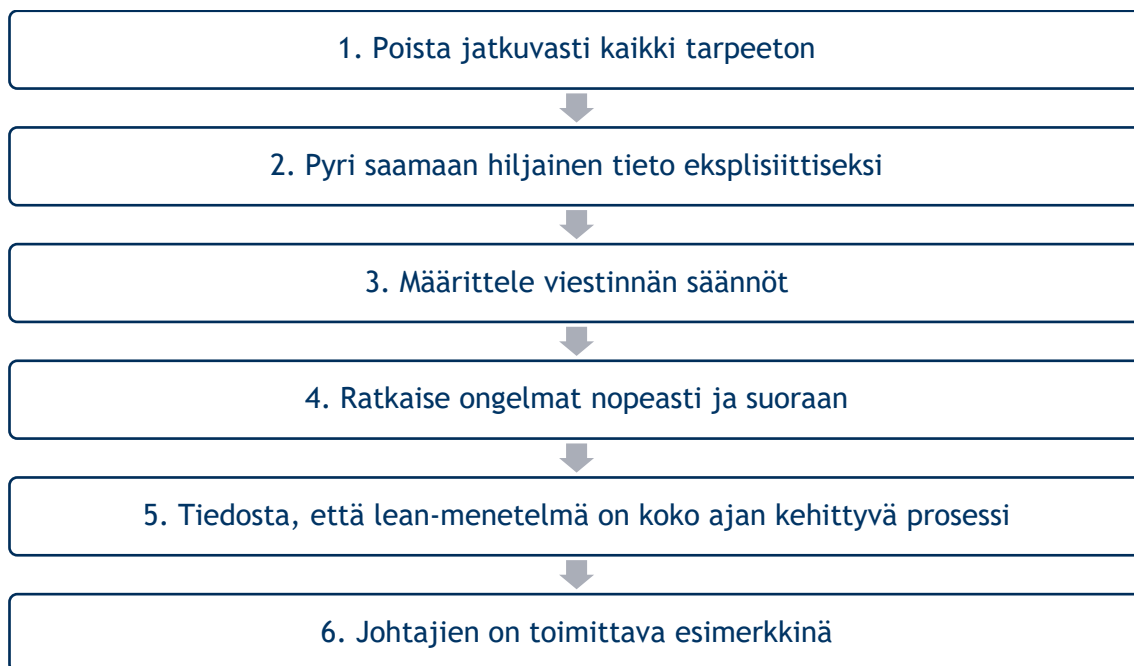 1. Poista jatkuvasti kaikki tarpeeton
2. Pyri saamaan hiljainen tieto eksplisiittiseksi
3. Määrittele viestinnän säännöt
4. Ratkaise ongelmat nopeasti ja suoraan
5. Tiedosta, että lean-menetelmä on koko ajan kehittyvä prosessi
6. Johtajien on toimittava esimerkkinä